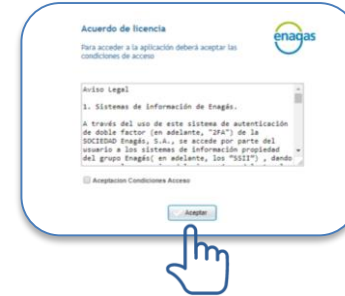 Acuerdo de licencia
enagas
Para acceder a la aplicación deberá aceptar las
condiciones de acceso
Aviso Legal
1. Sistemas de información de Enagás.
A través del uso de este sistema de autenticación
de doble factor (en adelante, "2FA") de la
SOCIEDAD Enagás, S.A., se accede por parte del
usuario a los sistemas de información propiedad
del grupo Enagás( en adelante, los "SSII") , dando
Aceptacion Condiciones Acceso
Aceptar